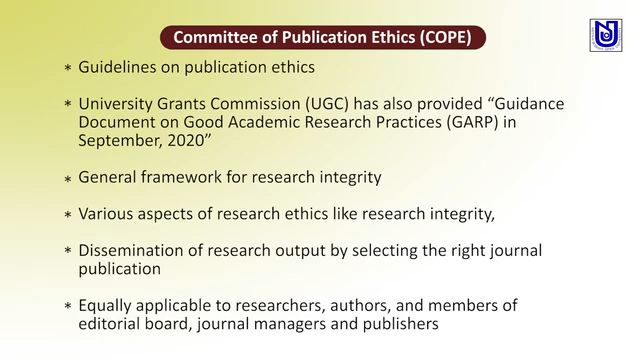 Committee of Publication Ethics (COPE)
* Guidelines on publication ethics
* University Grants Commission (UGC) has also provided “Guidance
Document on Good Academic Research Practices (GARP) in
September, 2020”
* General framework for research integrity
* Various aspects of research ethics like research integrity,
* Dissemination of research output by selecting the right journal
publication
* Equally applicable to researchers, authors, and members of
editorial board, journal managers and publishers